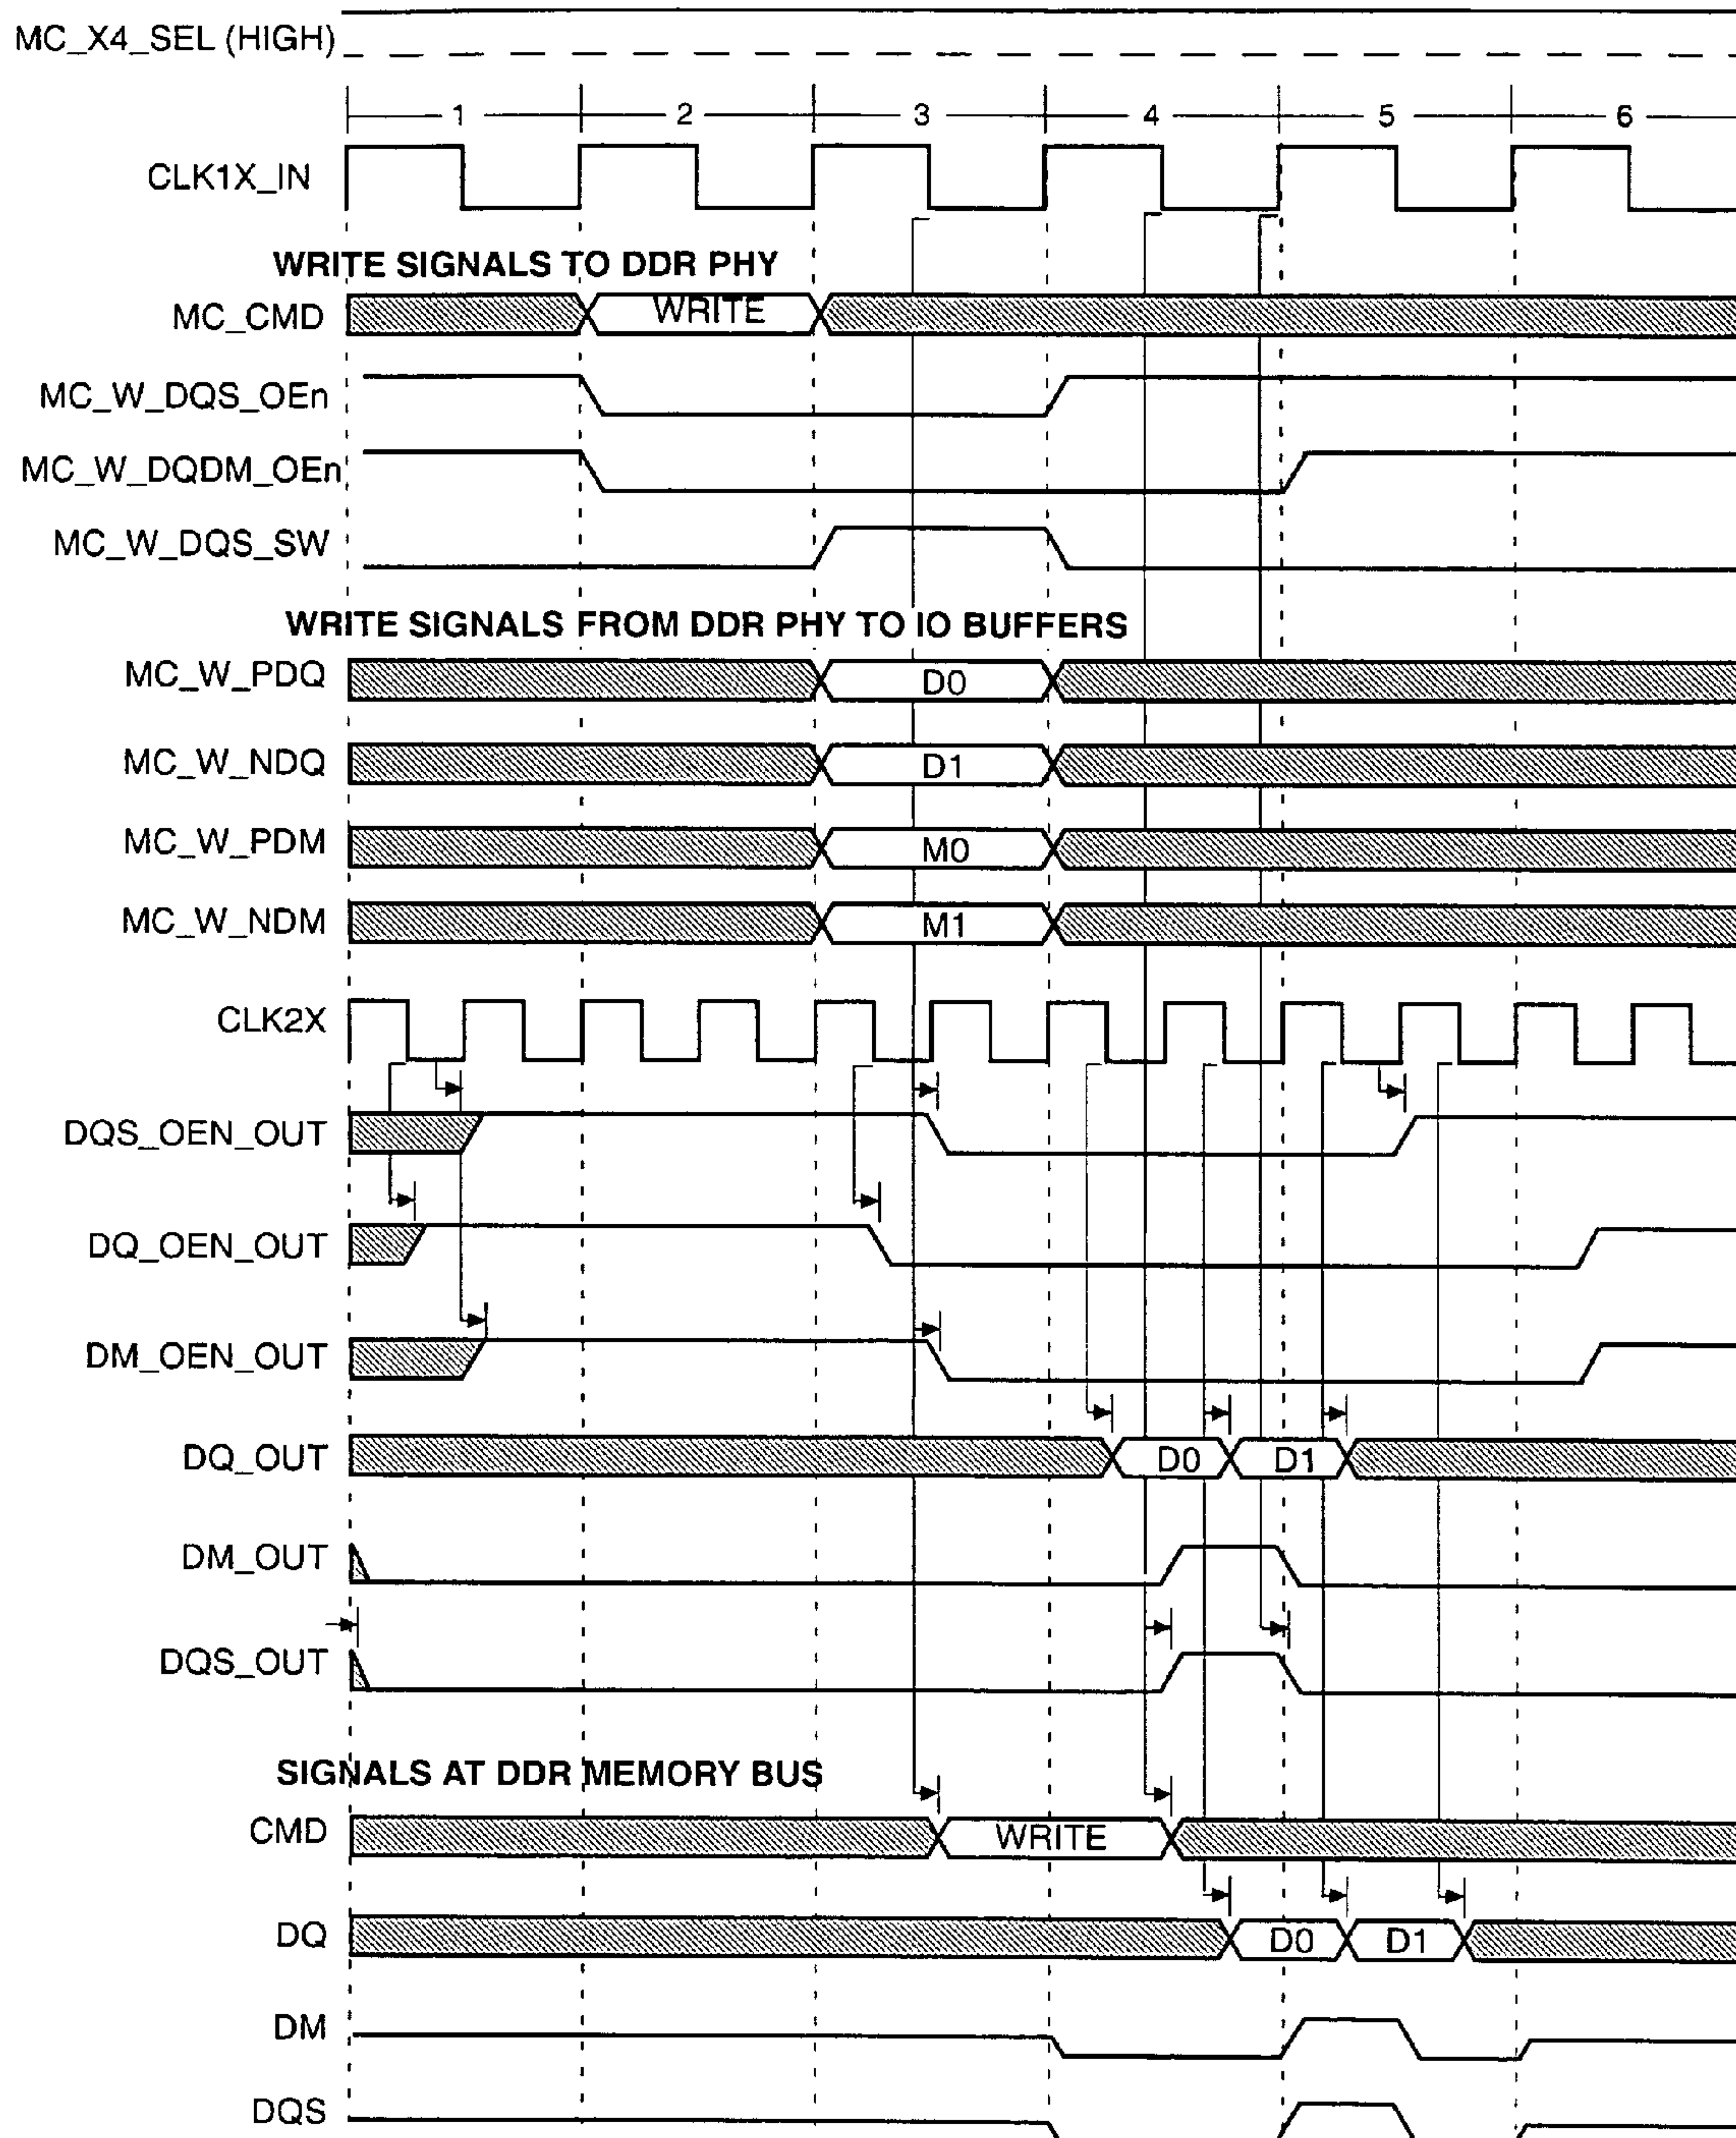 MC_X4_SEL (HIGH)
1 2 3 4 5 6
CLK1X_IN
WRITE SIGNALS TO DDR PHY
MC_CMD WRITE
MC_W_DQS_OEn
MC_W_DQDM_OEn
MC_W_DQS_SW
WRITE SIGNALS FROM DDR PHY TO IO BUFFERS
MC_W_PDQ D0
MC_W_NDQ D1
MC_W_PDM M0
MC_W_NDM M1
CLK2X
DQS_OEN_OUT
DQ_OEN_OUT
DM_OEN_OUT
DQ_OUT D0 D1
DM_OUT
DQS_OUT
SIGNALS AT DDR MEMORY BUS
CMD WRITE
DQ D0 D1
DM
DQS